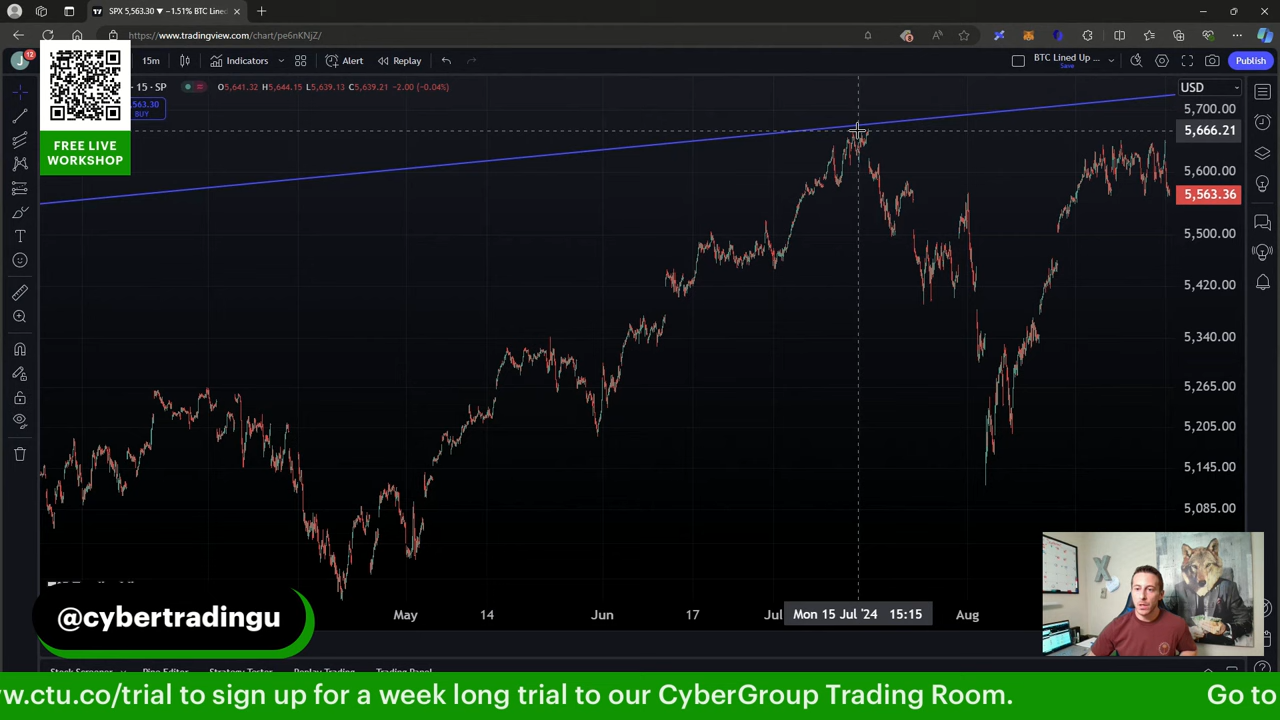 SPX 5,563.30 ▼ −1.51% BTC Lined
https://www.tradingview.com/chart/pe6nKNjZ/
J
12
15m
Indicators
Alert
Replay
BTC Lined Up ...
Save
Publish
FREE LIVE
WORKSHOP
· 15 · SP
O5,641.32 H5,644.15 L5,639.13 C5,639.21 −2.00 (−0.04%)
,563.30
BUY
USD
5,700.00
5,666.21
5,600.00
5,563.36
5,500.00
5,420.00
5,340.00
5,265.00
5,205.00
5,145.00
5,085.00
May
14
Jun
17
Jul
Mon 15 Jul '24 15:15
Aug
@cybertradingu
Stock Screener
Pine Editor
Strategy Tester
Replay Trading
Trading Panel
w.ctu.co/trial to sign up for a week long trial to our CyberGroup Trading Room.
Go to